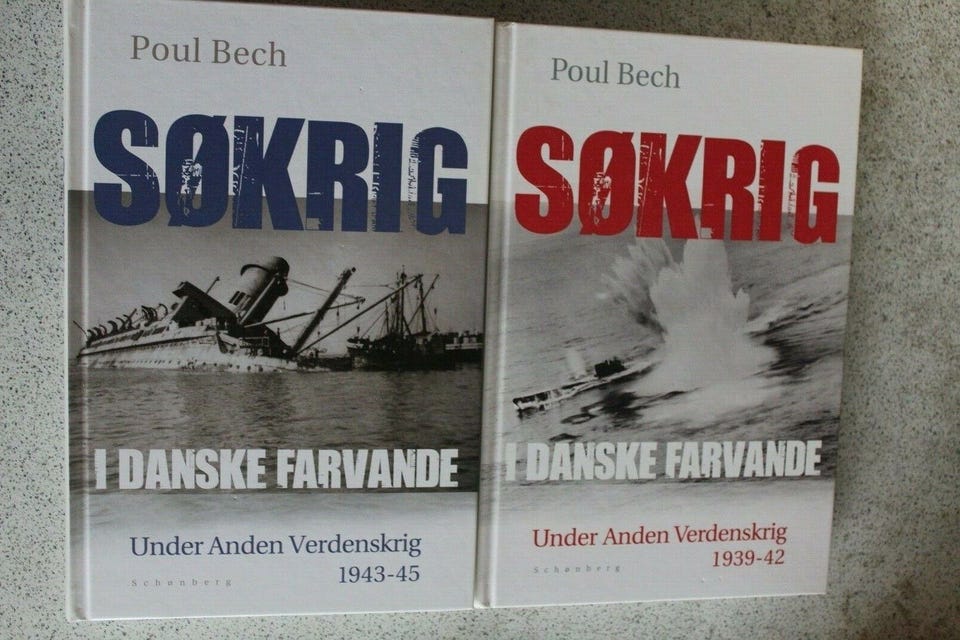 Poul Bech
SØKRIG
I DANSKE FARVANDE
Under Anden Verdenskrig
1943-45
Schønberg
Poul Bech
SØKRIG
I DANSKE FARVANDE
Under Anden Verdenskrig
1939-42
Schønberg